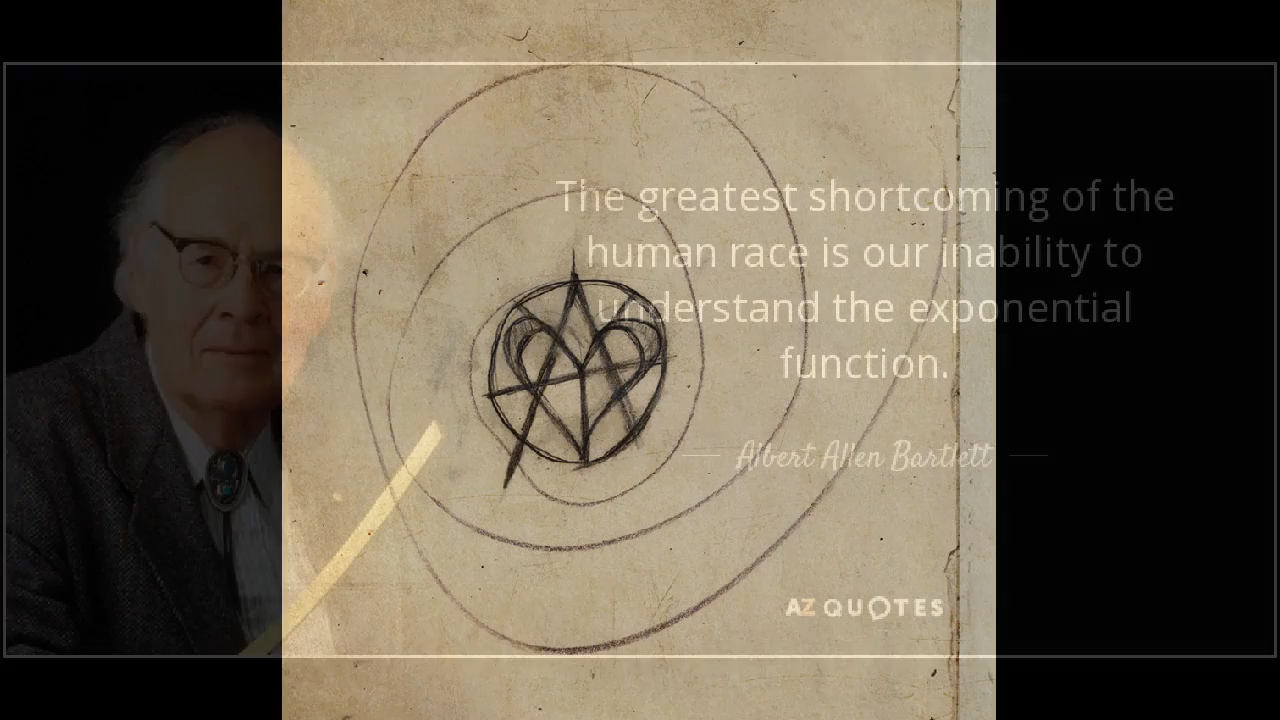 The greatest shortcoming of the
human race is our inability to
understand the exponential
function.
Albert Allen Bartlett
AZ QUOTES